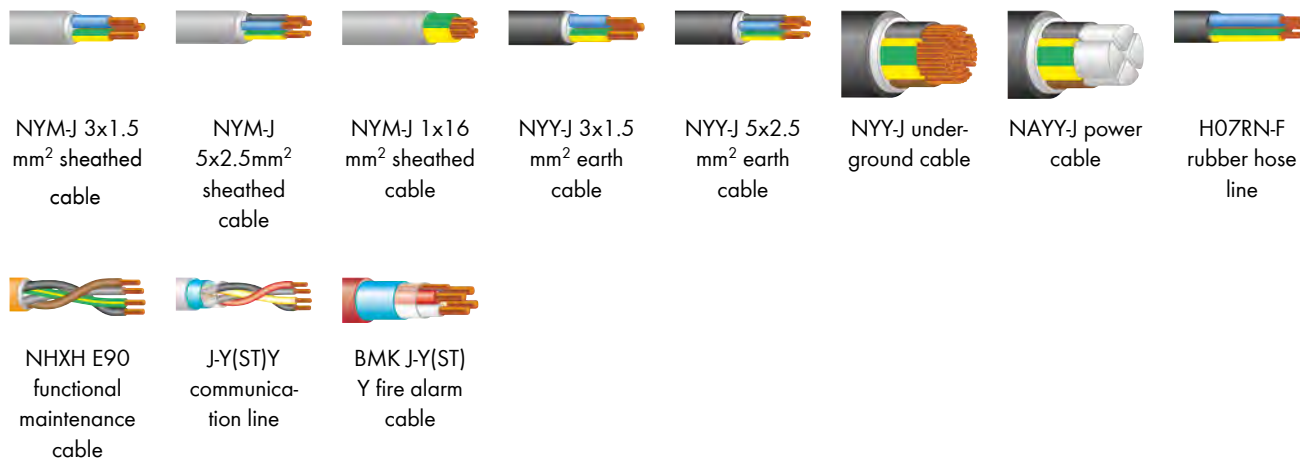 NYM-J 3x1.5
mm² sheathed
cable
NYM-J
5x2.5mm²
sheathed
cable
NYM-J 1x16
mm² sheathed
cable
NYY-J 3x1.5
mm² earth
cable
NYY-J 5x2.5
mm² earth
cable
NYY-J under-
ground cable
NAYY-J power
cable
H07RN-F
rubber hose
line
NHXH E90
functional
maintenance
cable
J-Y(ST)Y
communica-
tion line
BMK J-Y(ST)
Y fire alarm
cable